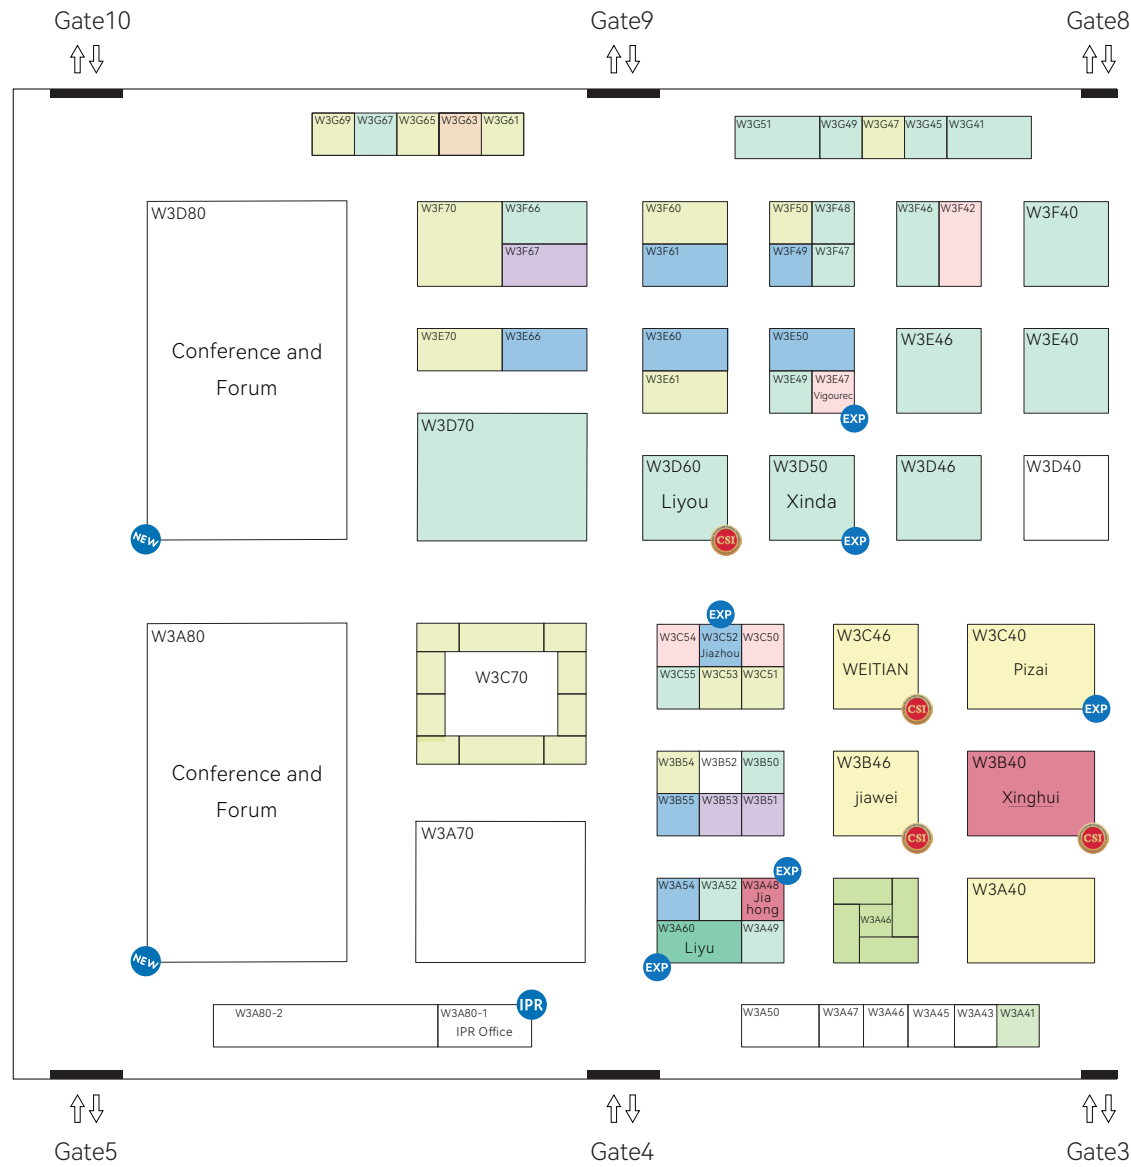 Gate10
Gate9
Gate8
W3G69
W3G67
W3G65
W3G63
W3G61
W3G51
W3G49
W3G47
W3G45
W3G41
W3D80
Conference and
Forum
NEW
W3F70
W3F66
W3F67
W3F60
W3F61
W3F50
W3F48
W3F49
W3F47
W3F46
W3F42
W3F40
W3E70
W3E66
W3E60
W3E61
W3E50
W3E49
W3E47
Vigourec
EXP
W3E46
W3E40
W3D70
W3D60
Liyou
CSI
W3D50
Xinda
EXP
W3D46
W3D40
W3A80
Conference and
Forum
NEW
W3C70
EXP
W3C54
W3C52
Jiazhou
W3C50
W3C55
W3C53
W3C51
W3C46
WEITIAN
CSI
W3C40
Pizai
EXP
W3B54
W3B52
W3B50
W3B55
W3B53
W3B51
W3B46
jiawei
CSI
W3B40
Xinghui
CSI
W3A70
EXP
W3A54
W3A52
W3A48
Jia
hong
W3A60
Liyu
W3A49
EXP
W3A46
W3A40
W3A80-2
W3A80-1
IPR Office
IPR
W3A50
W3A47
W3A46
W3A45
W3A43
W3A41
Gate5
Gate4
Gate3